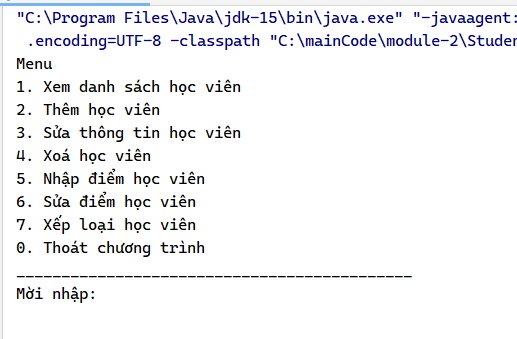 "C:\Program Files\Java\jdk-15\bin\java.exe" "-javaagent:
.encoding=UTF-8 -classpath "C:\mainCode\module-2\Studen
Menu
1. Xem danh sách học viên
2. Thêm học viên
3. Sửa thông tin học viên
4. Xoá học viên
5. Nhập điểm học viên
6. Sửa điểm học viên
7. Xếp loại học viên
0. Thoát chương trình
____________________________________________
Mời nhập: